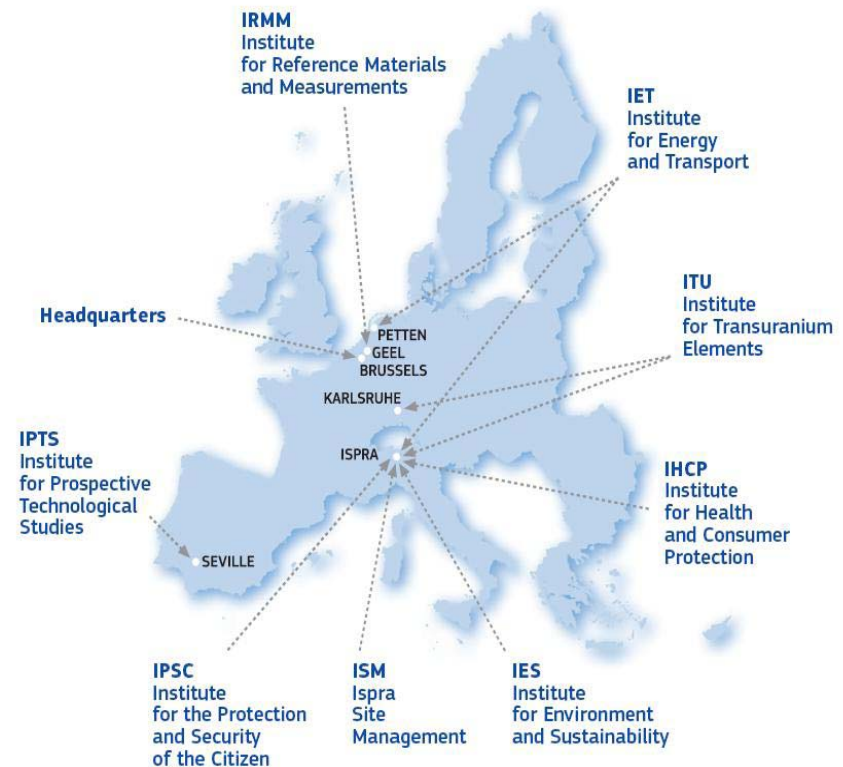 IRMM
Institute
for Reference Materials
and Measurements
IET
Institute
for Energy
and Transport
ITU
Institute
for Transuranium
Elements
Headquarters
PETTEN
GEEL
BRUSSELS
KARLSRUHE
ISPRA
IPTS
Institute
for Prospective
Technological
Studies
SEVILLE
IHCP
Institute
for Health
and Consumer
Protection
IPSC
Institute
for the Protection
and Security
of the Citizen
ISM
Ispra
Site
Management
IES
Institute
for Environment
and Sustainability